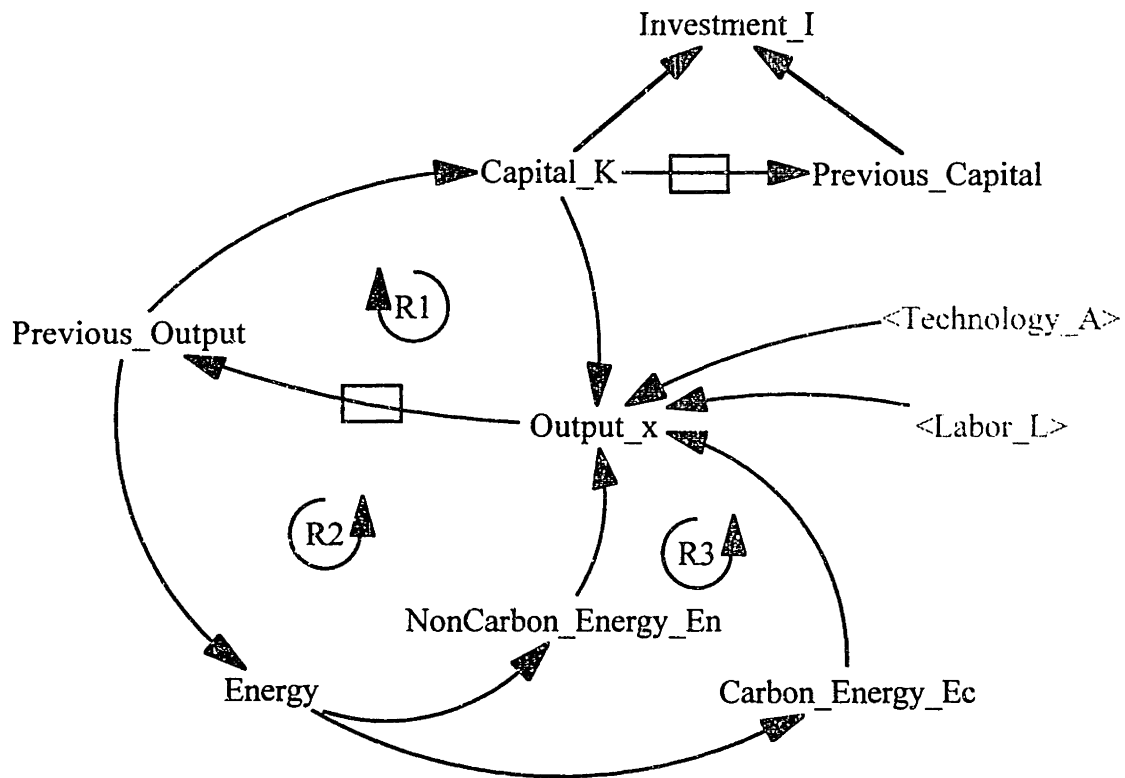 Investment_I
Capital_K
Previous_Capital
R1
<Technology_A>
Previous_Output
Output_x
<Labor_L>
R2
R3
NonCarbon_Energy_En
Energy
Carbon_Energy_Ec